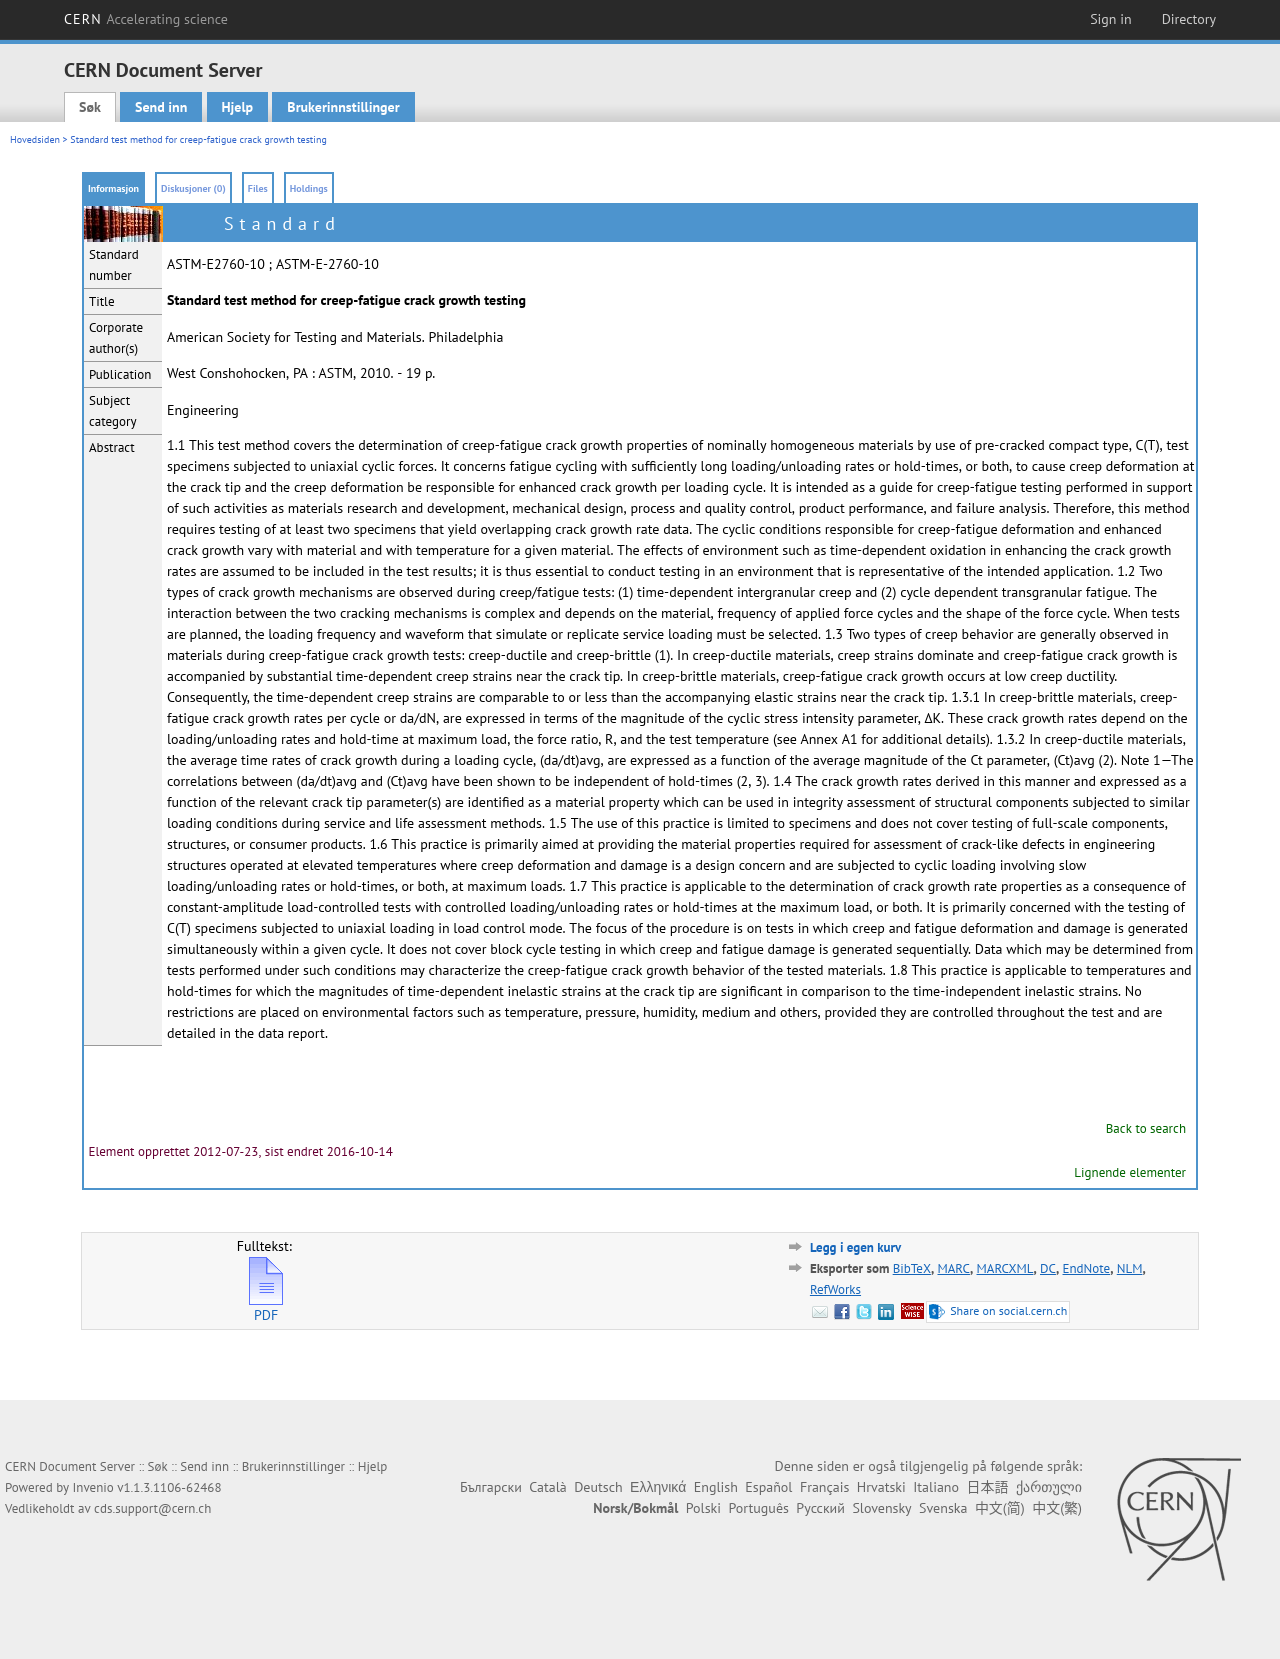 CERN Accelerating science
Sign in Directory
CERN Document Server
Søk Send inn Hjelp Brukerinnstillinger
Hovedsiden > Standard test method for creep-fatigue crack growth testing
Informasjon Diskusjoner (0) Files Holdings
Standard
Standard number ASTM-E2760-10 ; ASTM-E-2760-10
Title Standard test method for creep-fatigue crack growth testing
Corporate author(s) American Society for Testing and Materials. Philadelphia
Publication West Conshohocken, PA : ASTM, 2010. - 19 p.
Subject category Engineering
Abstract 1.1 This test method covers the determination of creep-fatigue crack growth properties of nominally homogeneous materials by use of pre-cracked compact type, C(T), test
specimens subjected to uniaxial cyclic forces. It concerns fatigue cycling with sufficiently long loading/unloading rates or hold-times, or both, to cause creep deformation at
the crack tip and the creep deformation be responsible for enhanced crack growth per loading cycle. It is intended as a guide for creep-fatigue testing performed in support
of such activities as materials research and development, mechanical design, process and quality control, product performance, and failure analysis. Therefore, this method
requires testing of at least two specimens that yield overlapping crack growth rate data. The cyclic conditions responsible for creep-fatigue deformation and enhanced
crack growth vary with material and with temperature for a given material. The effects of environment such as time-dependent oxidation in enhancing the crack growth
rates are assumed to be included in the test results; it is thus essential to conduct testing in an environment that is representative of the intended application. 1.2 Two
types of crack growth mechanisms are observed during creep/fatigue tests: (1) time-dependent intergranular creep and (2) cycle dependent transgranular fatigue. The
interaction between the two cracking mechanisms is complex and depends on the material, frequency of applied force cycles and the shape of the force cycle. When tests
are planned, the loading frequency and waveform that simulate or replicate service loading must be selected. 1.3 Two types of creep behavior are generally observed in
materials during creep-fatigue crack growth tests: creep-ductile and creep-brittle (1). In creep-ductile materials, creep strains dominate and creep-fatigue crack growth is
accompanied by substantial time-dependent creep strains near the crack tip. In creep-brittle materials, creep-fatigue crack growth occurs at low creep ductility.
Consequently, the time-dependent creep strains are comparable to or less than the accompanying elastic strains near the crack tip. 1.3.1 In creep-brittle materials, creep-
fatigue crack growth rates per cycle or da/dN, are expressed in terms of the magnitude of the cyclic stress intensity parameter, ΔK. These crack growth rates depend on the
loading/unloading rates and hold-time at maximum load, the force ratio, R, and the test temperature (see Annex A1 for additional details). 1.3.2 In creep-ductile materials,
the average time rates of crack growth during a loading cycle, (da/dt)avg, are expressed as a function of the average magnitude of the Ct parameter, (Ct)avg (2). Note 1—The
correlations between (da/dt)avg and (Ct)avg have been shown to be independent of hold-times (2, 3). 1.4 The crack growth rates derived in this manner and expressed as a
function of the relevant crack tip parameter(s) are identified as a material property which can be used in integrity assessment of structural components subjected to similar
loading conditions during service and life assessment methods. 1.5 The use of this practice is limited to specimens and does not cover testing of full-scale components,
structures, or consumer products. 1.6 This practice is primarily aimed at providing the material properties required for assessment of crack-like defects in engineering
structures operated at elevated temperatures where creep deformation and damage is a design concern and are subjected to cyclic loading involving slow
loading/unloading rates or hold-times, or both, at maximum loads. 1.7 This practice is applicable to the determination of crack growth rate properties as a consequence of
constant-amplitude load-controlled tests with controlled loading/unloading rates or hold-times at the maximum load, or both. It is primarily concerned with the testing of
C(T) specimens subjected to uniaxial loading in load control mode. The focus of the procedure is on tests in which creep and fatigue deformation and damage is generated
simultaneously within a given cycle. It does not cover block cycle testing in which creep and fatigue damage is generated sequentially. Data which may be determined from
tests performed under such conditions may characterize the creep-fatigue crack growth behavior of the tested materials. 1.8 This practice is applicable to temperatures and
hold-times for which the magnitudes of time-dependent inelastic strains at the crack tip are significant in comparison to the time-independent inelastic strains. No
restrictions are placed on environmental factors such as temperature, pressure, humidity, medium and others, provided they are controlled throughout the test and are
detailed in the data report.
Back to search
Element opprettet 2012-07-23, sist endret 2016-10-14
Lignende elementer
Fulltekst:
PDF
Legg i egen kurv
Eksporter som BibTeX, MARC, MARCXML, DC, EndNote, NLM,
RefWorks
Science WISE Share on social.cern.ch
CERN Document Server :: Søk :: Send inn :: Brukerinnstillinger :: Hjelp
Powered by Invenio v1.1.3.1106-62468
Vedlikeholdt av cds.support@cern.ch
Denne siden er også tilgjengelig på følgende språk:
Български Català Deutsch Ελληνικά English Español Français Hrvatski Italiano 日本語 ქართული
Norsk/Bokmål Polski Português Русский Slovensky Svenska 中文(简) 中文(繁)
CERN